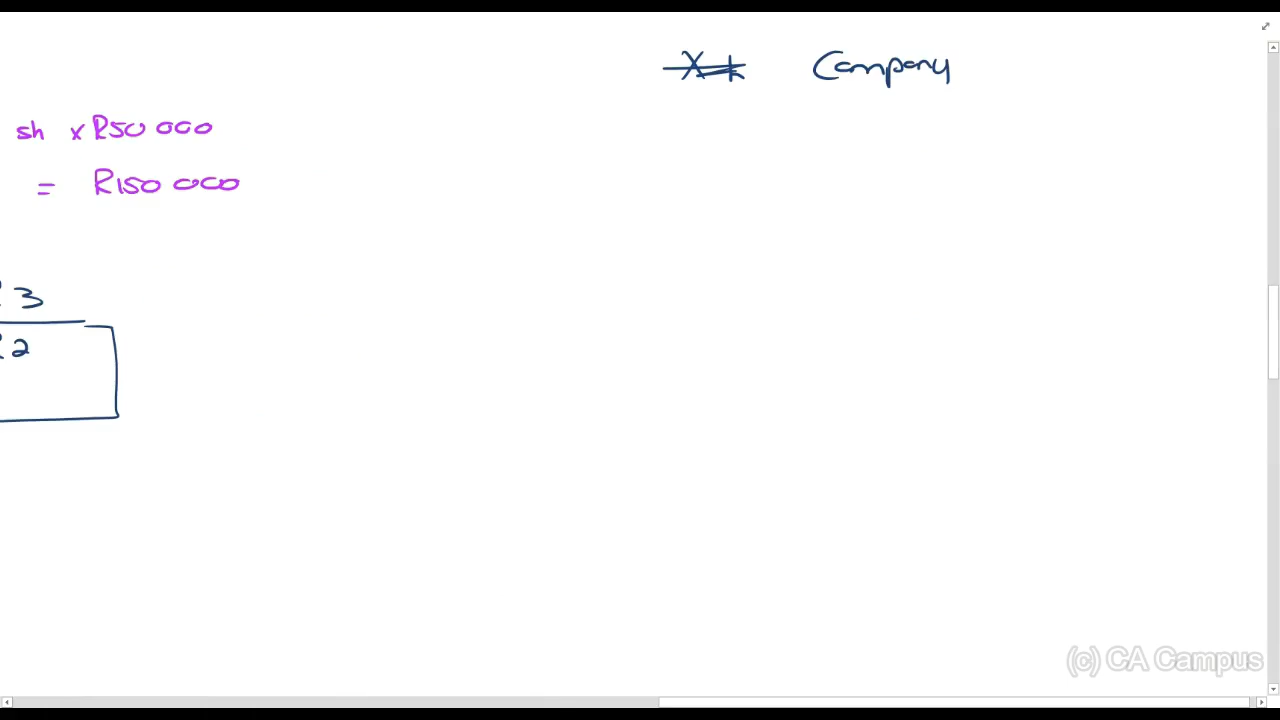 Company
sh x R50 000
= R150 000
3
2
(c) CA Campus